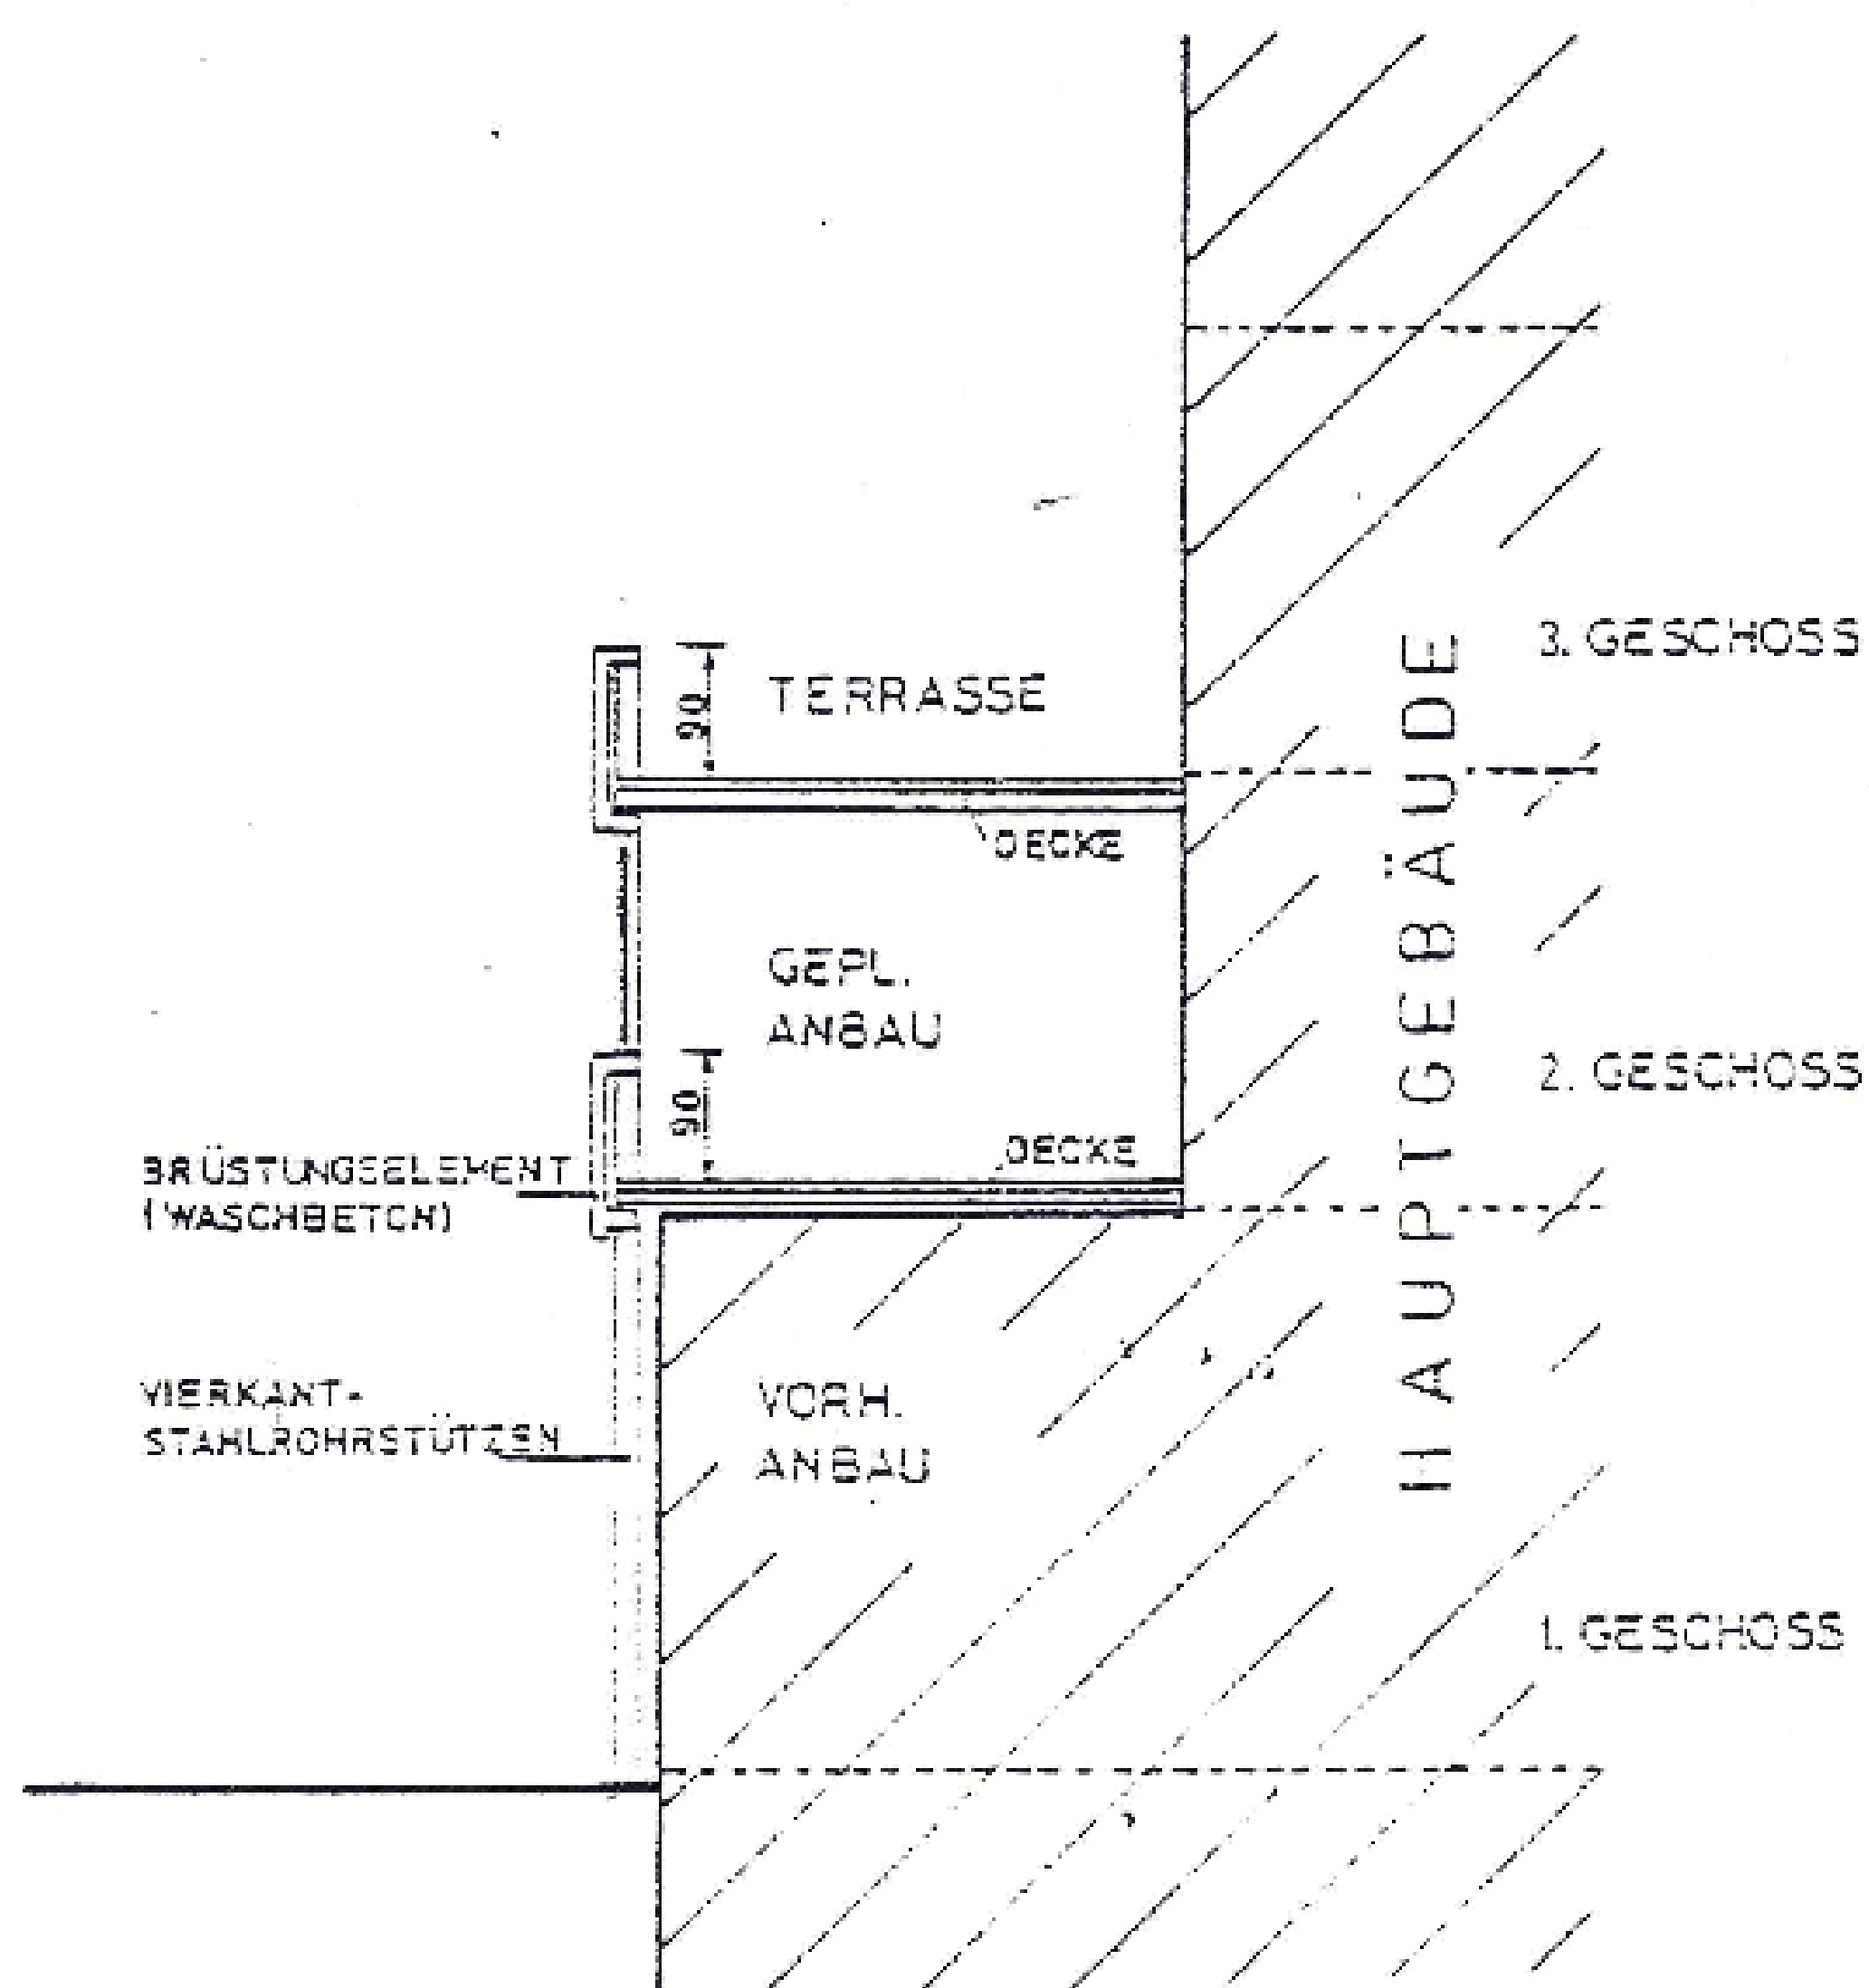 3. GESCHOSS
90
TERRASSE
DECKE
HAUPTGEBÄUDE
GEPL.
ANBAU
2. GESCHOSS
90
DECKE
BRÜSTUNGSELEMENT
(WASCHBETON)
VIERKANT-
STAHLROHRSTÜTZEN
VORH.
ANBAU
1. GESCHOSS